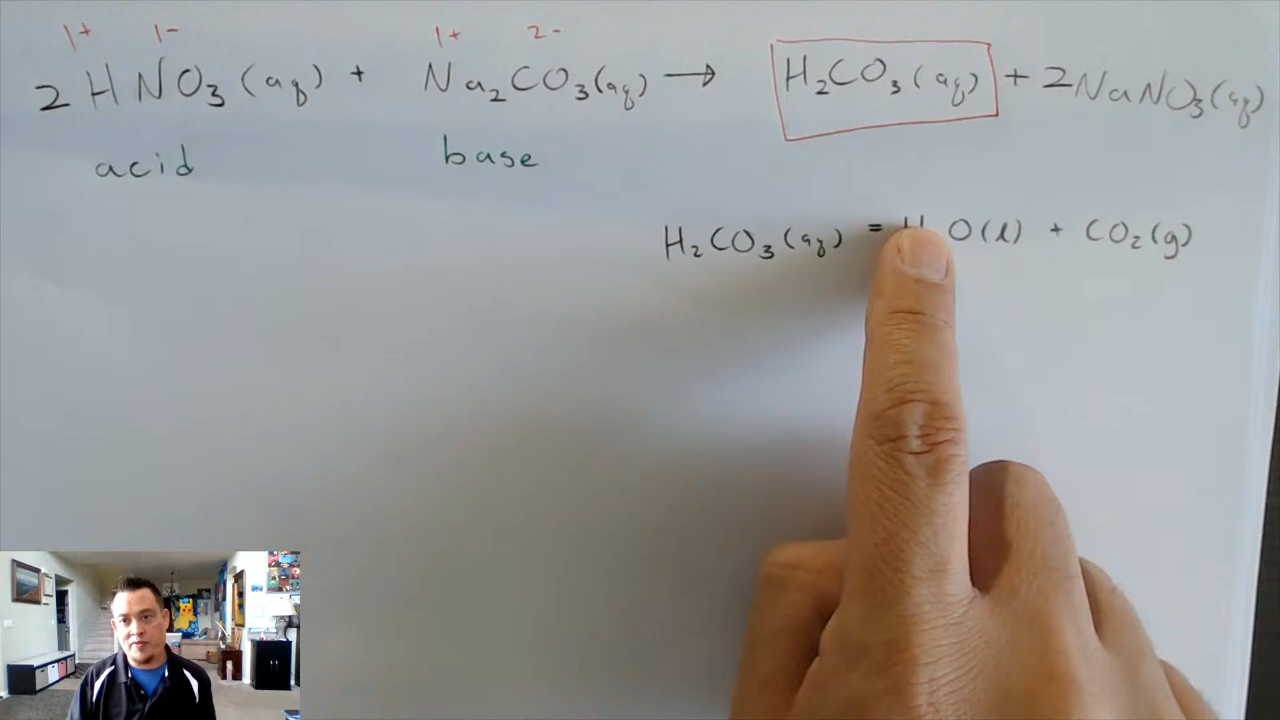 1+ 1- 1+ 2-
2 HNO₃(aq) + Na₂CO₃(aq) → H₂CO₃(aq) + 2NaNO₃(aq)
acid base
H₂CO₃(aq) = H O(l) + CO₂(g)